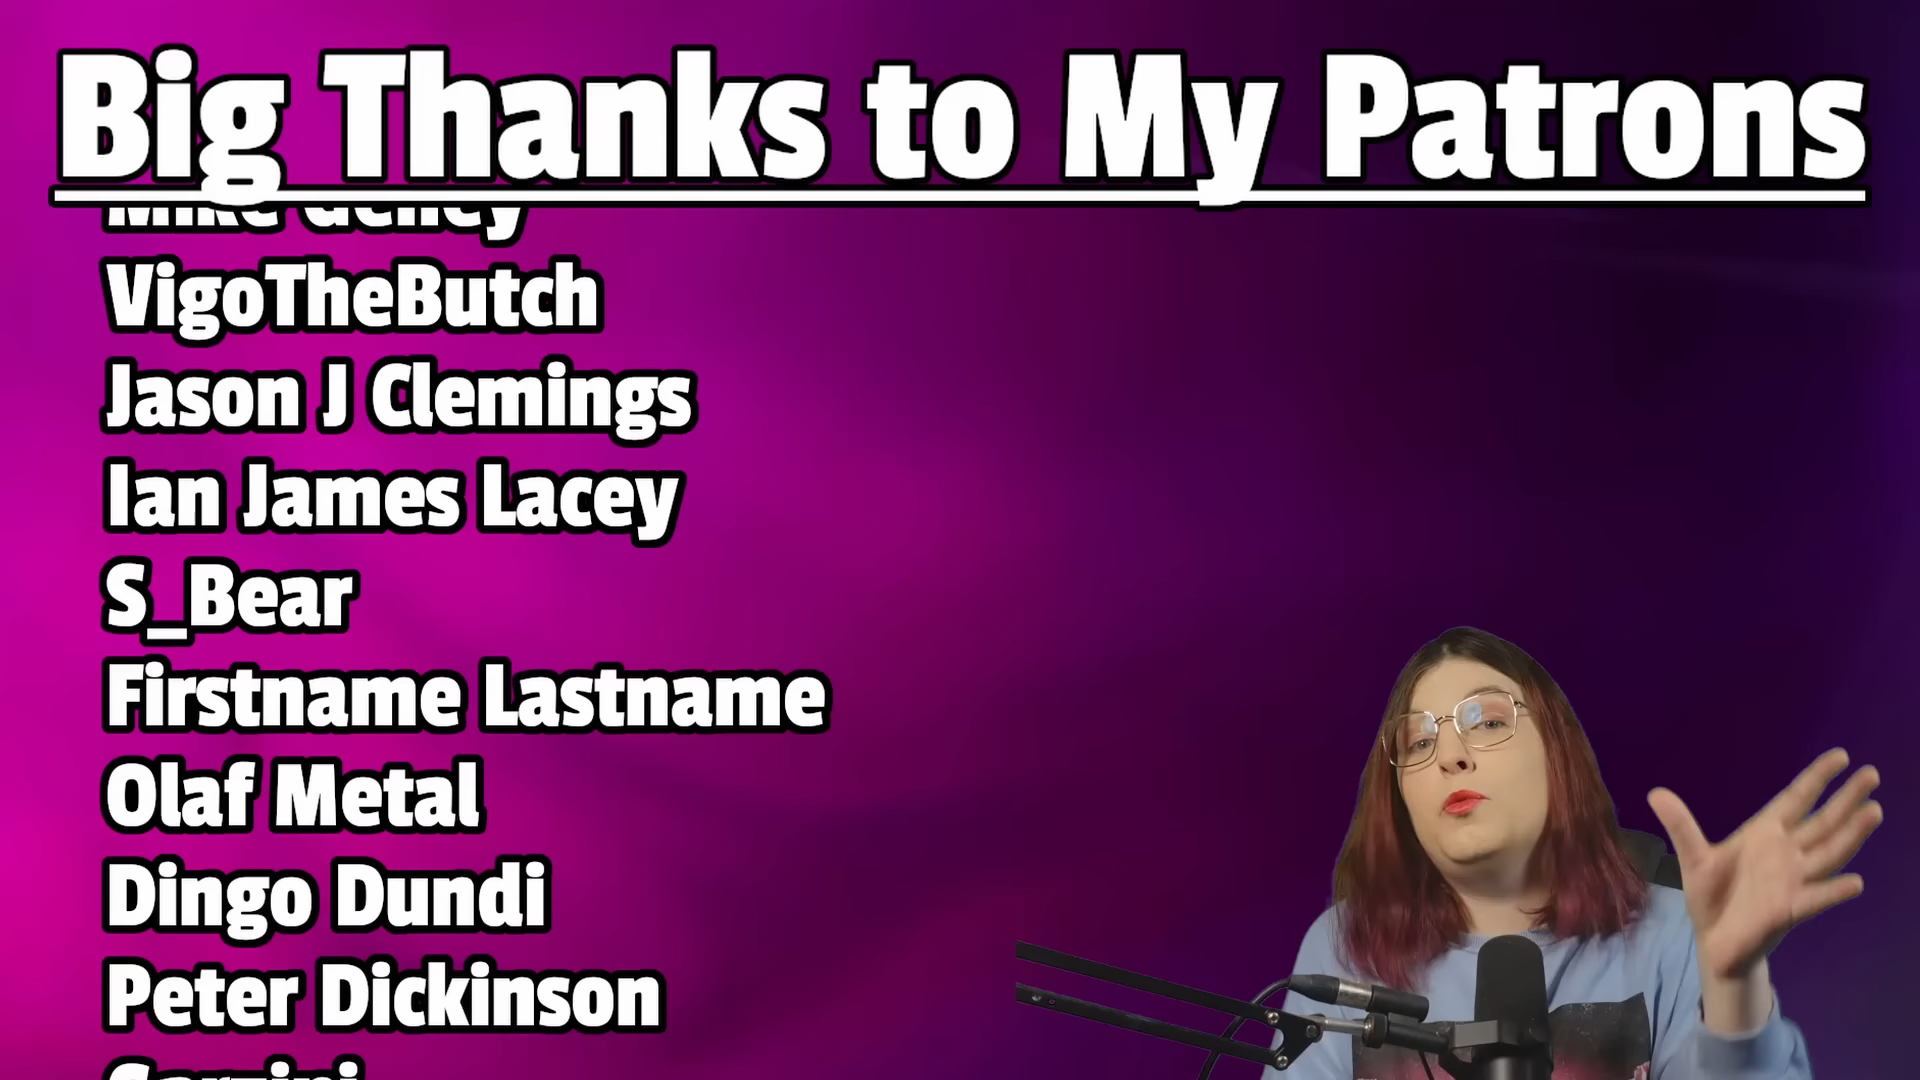 Big Thanks to My Patrons
VigoTheButch
Jason J Clemings
Ian James Lacey
S_Bear
Firstname Lastname
Olaf Metal
Dingo Dundi
Peter Dickinson